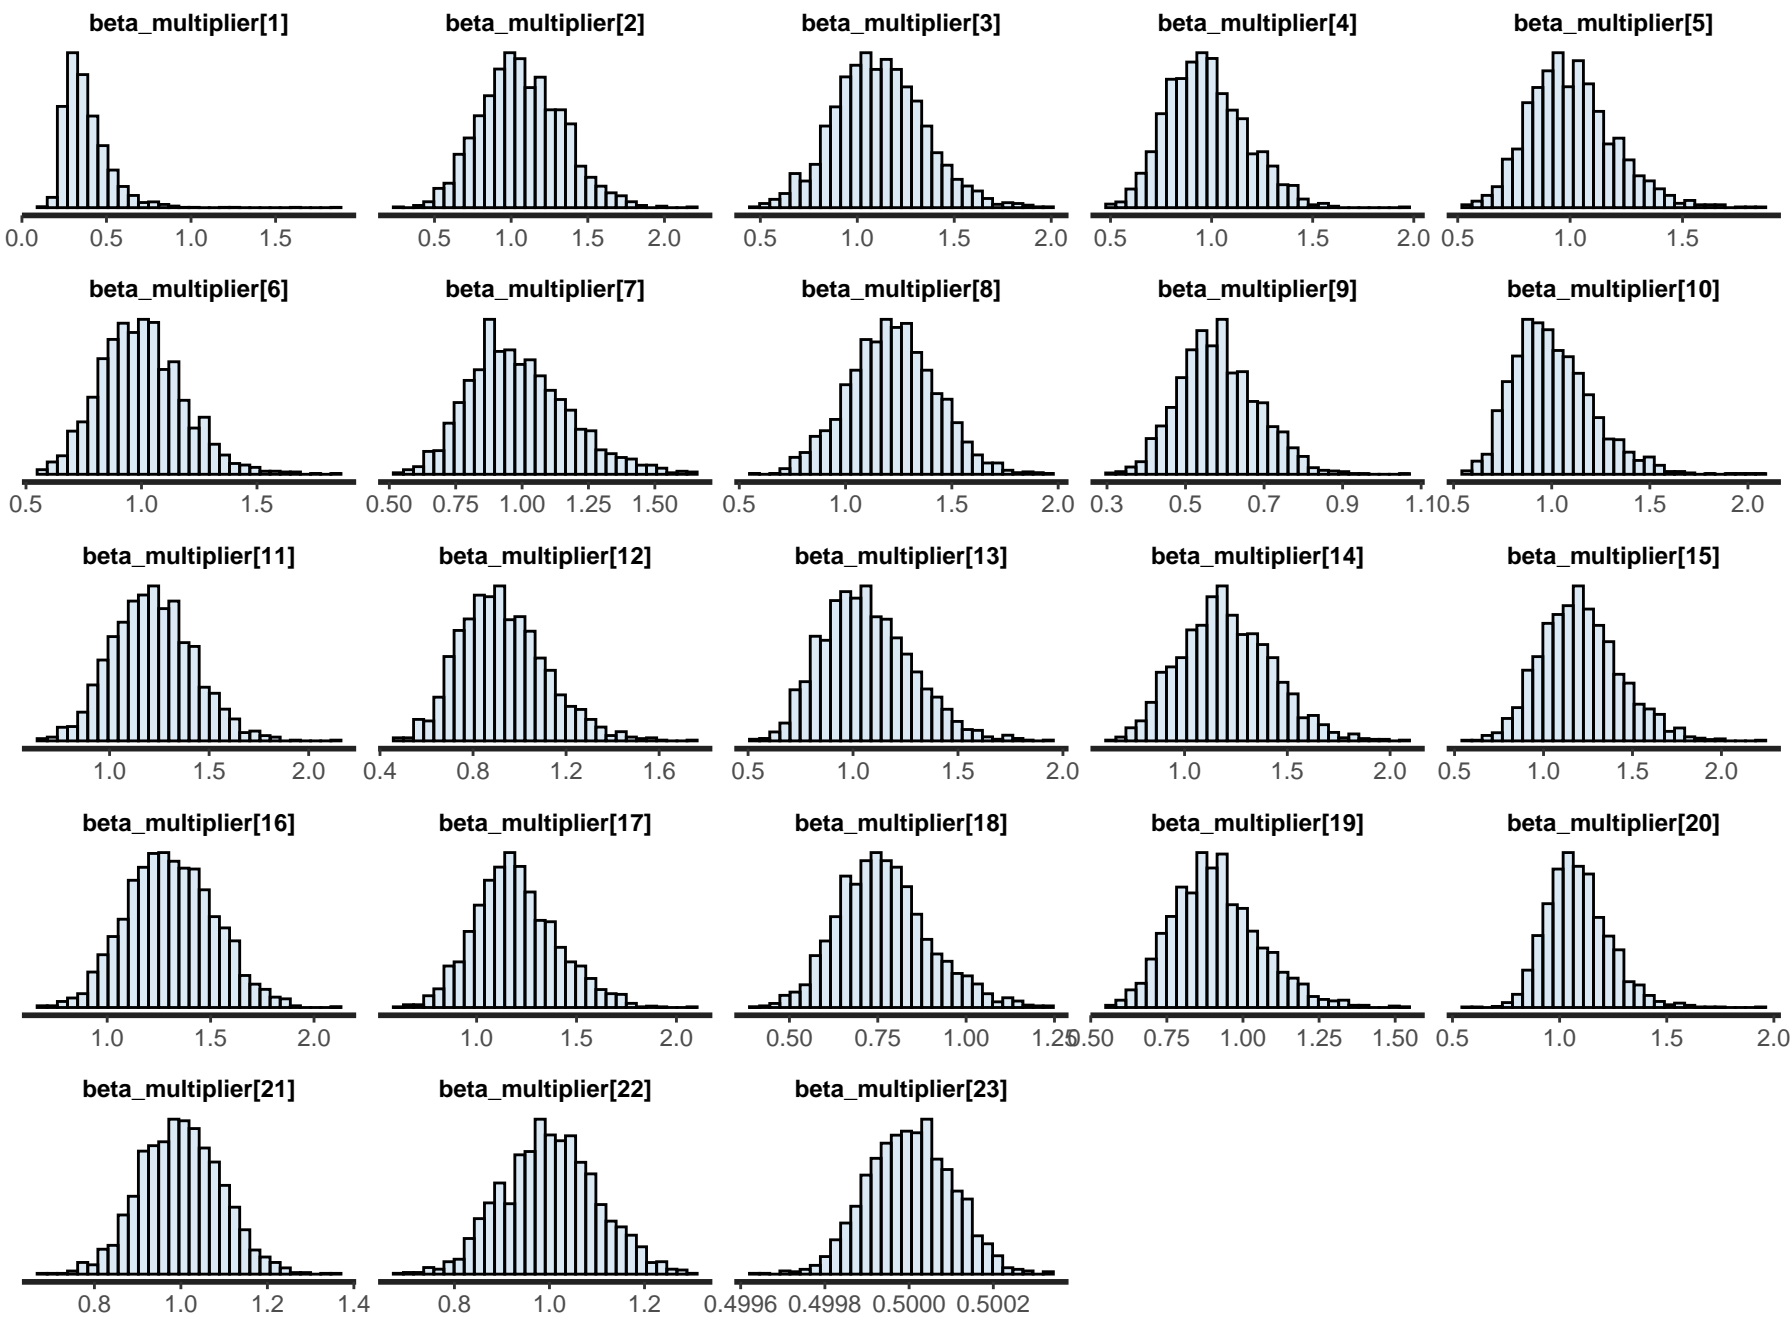 beta_multiplier[1] beta_multiplier[2] beta_multiplier[3] beta_multiplier[4] beta_multiplier[5]
0.0 0.5 1.0 1.5 0.5 1.0 1.5 2.0 0.5 1.0 1.5 2.0 0.5 1.0 1.5 2.0 0.5 1.0 1.5
beta_multiplier[6] beta_multiplier[7] beta_multiplier[8] beta_multiplier[9] beta_multiplier[10]
0.5 1.0 1.5 0.50 0.75 1.00 1.25 1.50 0.5 1.0 1.5 2.0 0.3 0.5 0.7 0.9 1.1 0.5 1.0 1.5 2.0
beta_multiplier[11] beta_multiplier[12] beta_multiplier[13] beta_multiplier[14] beta_multiplier[15]
1.0 1.5 2.0 0.4 0.8 1.2 1.6 0.5 1.0 1.5 2.0 1.0 1.5 2.0 0.5 1.0 1.5 2.0
beta_multiplier[16] beta_multiplier[17] beta_multiplier[18] beta_multiplier[19] beta_multiplier[20]
1.0 1.5 2.0 1.0 1.5 2.0 0.50 0.75 1.00 1.25 0.50 0.75 1.00 1.25 1.50 0.5 1.0 1.5 2.0
beta_multiplier[21] beta_multiplier[22] beta_multiplier[23]
0.8 1.0 1.2 1.4 0.8 1.0 1.2 0.4996 0.4998 0.5000 0.5002